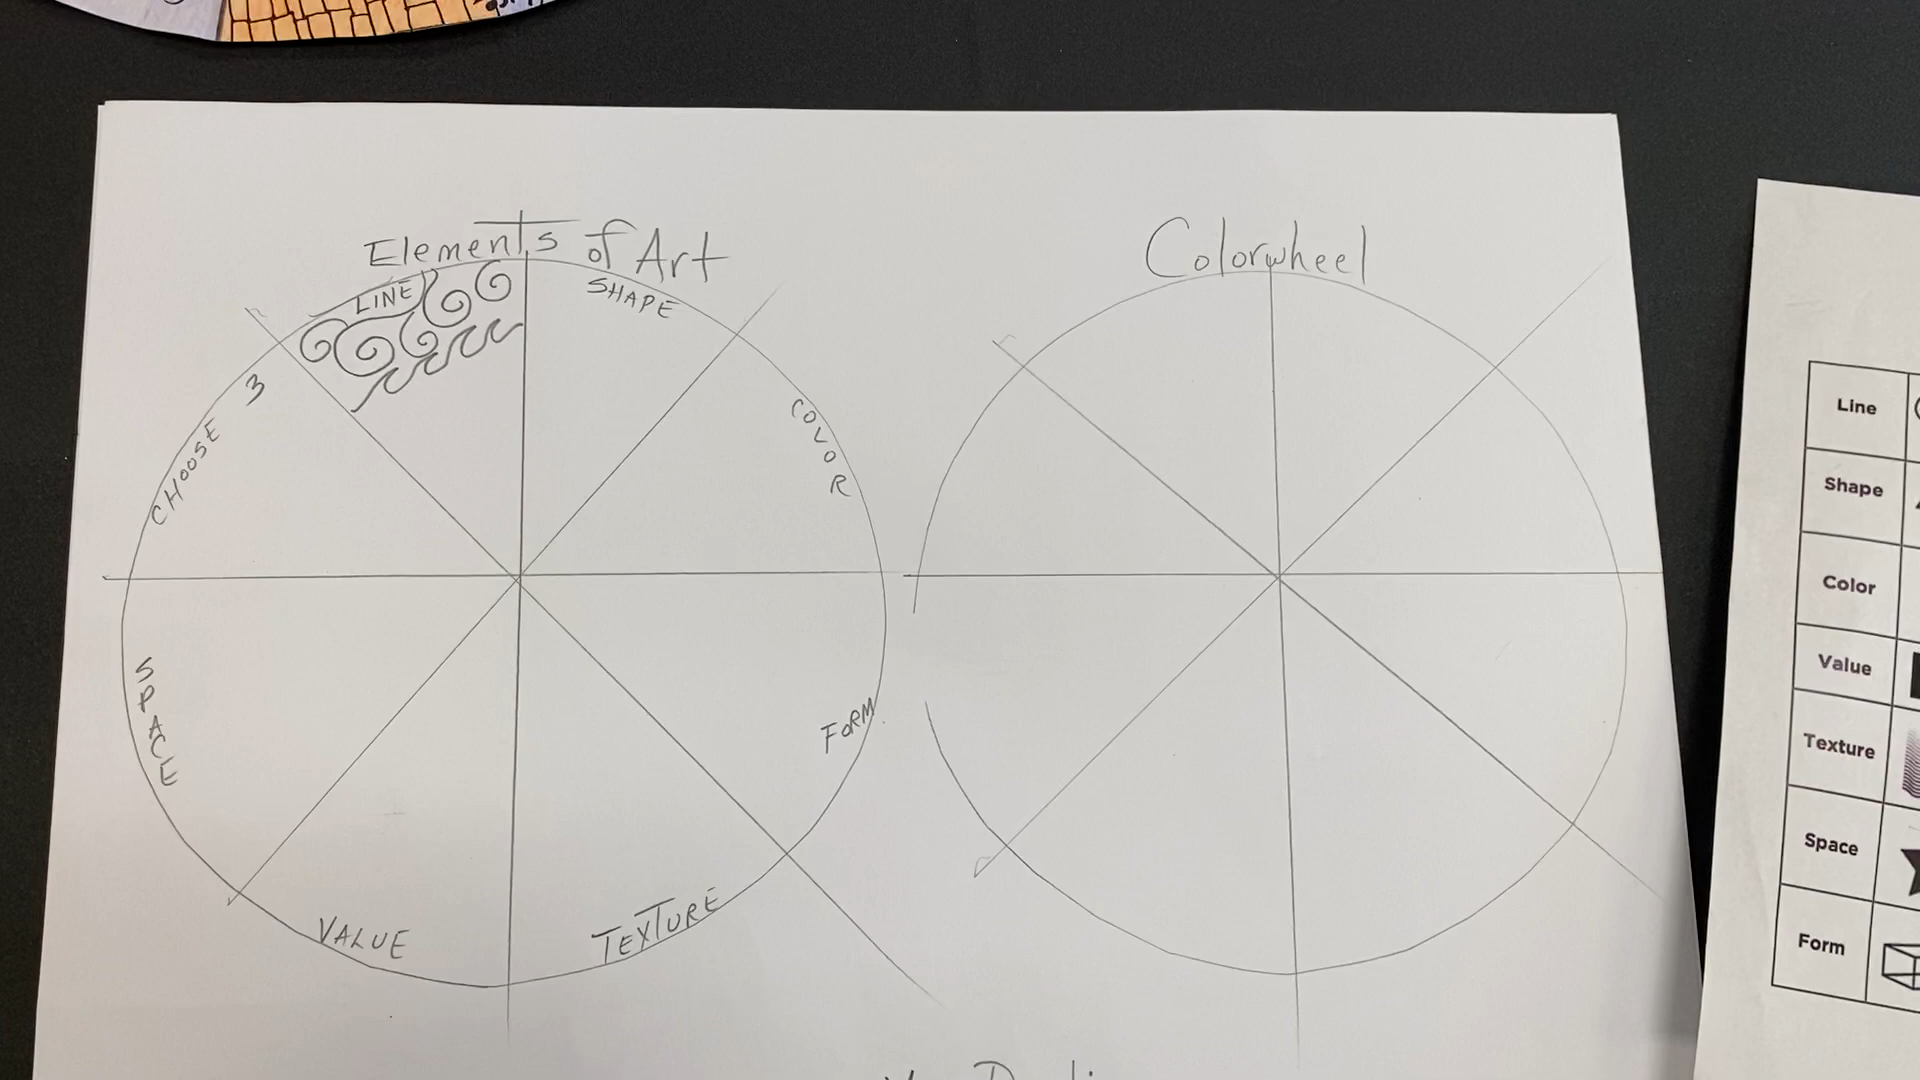 Elements of Art
LINE
SHAPE
COLOR
FORM
TEXTURE
VALUE
SPACE
CHOOSE 3
Colorwheel
Line
Shape
Color
Value
Texture
Space
Form